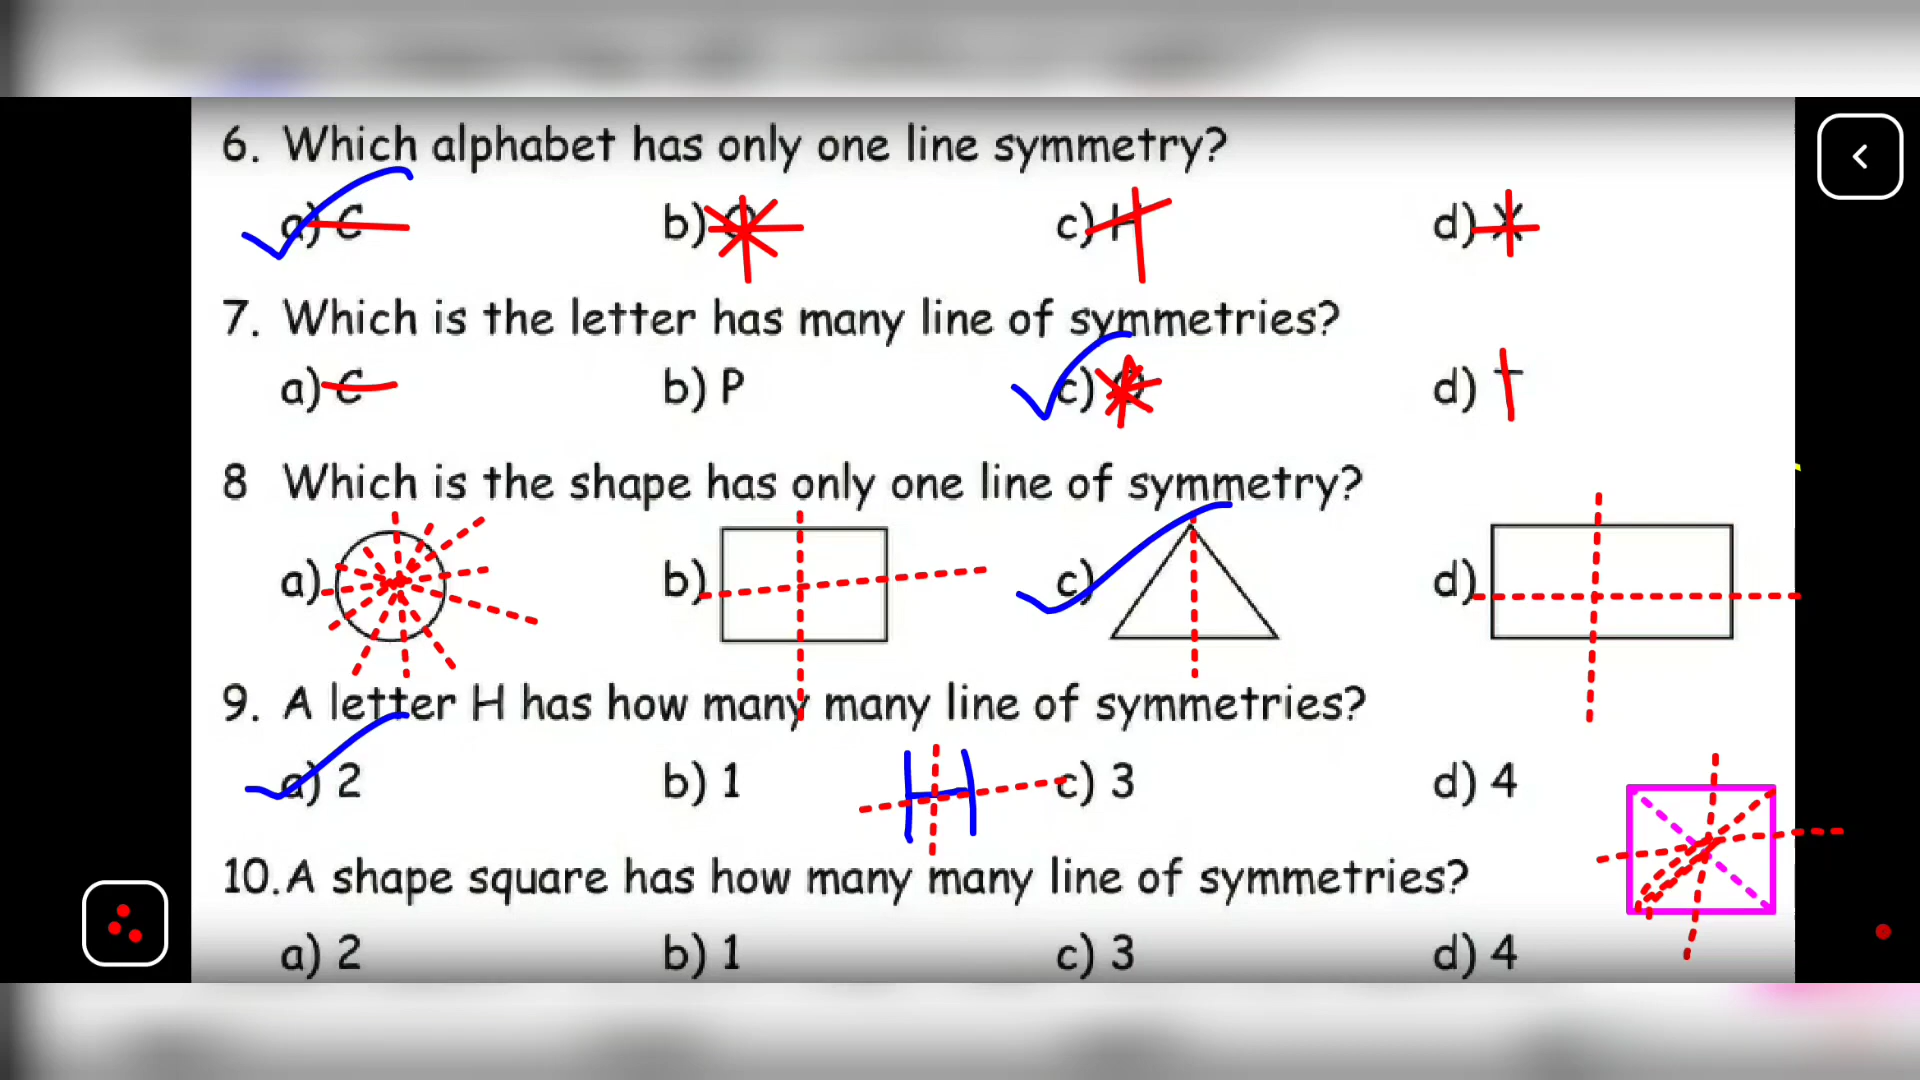 6. Which alphabet has only one line symmetry?
a) C b) O c) H d) X
7. Which is the letter has many line of symmetries?
a) C b) P c) O d) T
8 Which is the shape has only one line of symmetry?
a) b) c) d)
9. A letter H has how many many line of symmetries?
a) 2 b) 1 H c) 3 d) 4
10. A shape square has how many many line of symmetries?
a) 2 b) 1 c) 3 d) 4